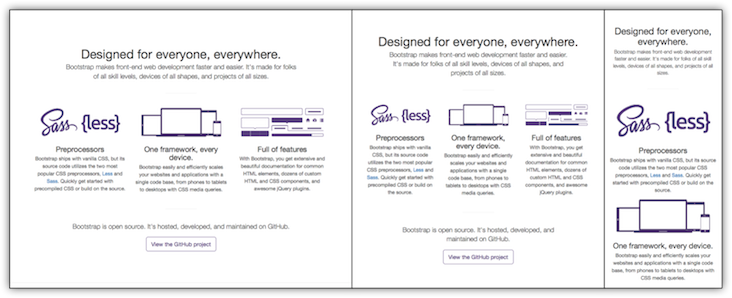 Designed for everyone, everywhere.
Bootstrap makes front-end web development faster and easier. It's made for folks
of all skill levels, devices of all shapes, and projects of all sizes.
Sass {less}
Preprocessors
Bootstrap ships with vanilla CSS, but its
source code utilizes the two most
popular CSS preprocessors, Less and
Sass. Quickly get started with
precompiled CSS or build on the source.
One framework, every
device.
Bootstrap easily and efficiently scales
your websites and applications with a
single code base, from phones to tablets
to desktops with CSS media queries.
Full of features
With Bootstrap, you get extensive and
beautiful documentation for common
HTML elements, dozens of custom
HTML and CSS components, and
awesome jQuery plugins.
Bootstrap is open source. It's hosted, developed, and maintained on GitHub.
View the GitHub project
Designed for everyone, everywhere.
Bootstrap makes front-end web development faster and easier.
It's made for folks of all skill levels, devices of all shapes, and
projects of all sizes.
Sass {less}
Preprocessors
Bootstrap ships with vanilla
CSS, but its source code
utilizes the two most popular
CSS preprocessors, Less and
Sass. Quickly get started with
precompiled CSS or build on
the source.
One framework, every
device.
Bootstrap easily and efficiently
scales your websites and
applications with a single code
base, from phones to tablets to
desktops with CSS media
queries.
Full of features
With Bootstrap, you get
extensive and beautiful
documentation for common
HTML elements, dozens of
custom HTML and CSS
components, and awesome
jQuery plugins.
Bootstrap is open source. It's hosted, developed, and
maintained on GitHub.
View the GitHub project
Designed for everyone,
everywhere.
Bootstrap makes front-end web development
faster and easier. It's made for folks of all skill
levels, devices of all shapes, and projects of all
sizes.
Sass {less}
Preprocessors
Bootstrap ships with vanilla CSS, but its source
code utilizes the two most popular CSS
preprocessors, Less and Sass. Quickly get
started with precompiled CSS or build on the
source.
One framework, every device.
Bootstrap easily and efficiently scales your
websites and applications with a single code
base, from phones to tablets to desktops with
CSS media queries.